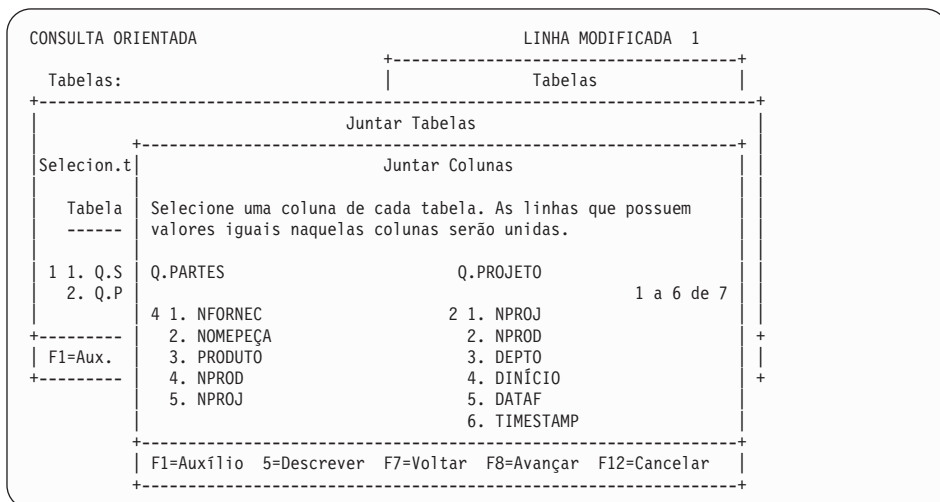 CONSULTA ORIENTADA LINHA MODIFICADA 1
Tabelas: Tabelas
Juntar Tabelas
Selecion.t Juntar Colunas
Tabela Selecione uma coluna de cada tabela. As linhas que possuem
------ valores iguais naquelas colunas serão unidas.
1 1. Q.S Q.PARTES Q.PROJETO
2. Q.P 1 a 6 de 7
4 1. NFORNEC 2 1. NPROJ
2. NOMEPEÇA 2. NPROD
F1=Aux. 3. PRODUTO 3. DEPTO
4. NPROD 4. DINÍCIO
5. NPROJ 5. DATAF
6. TIMESTAMP
F1=Auxílio 5=Descrever F7=Voltar F8=Avançar F12=Cancelar